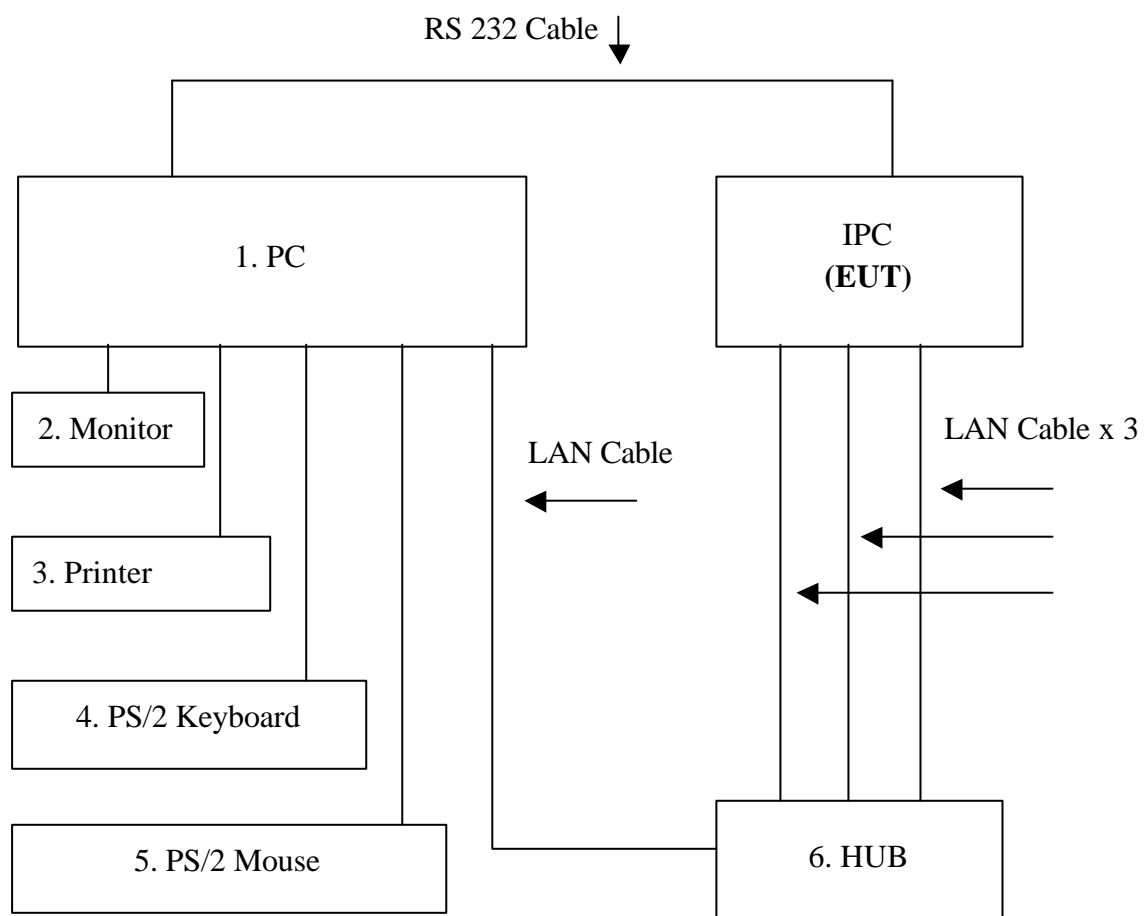 RS 232 Cable
1. PC
IPC
(EUT)
2. Monitor
LAN Cable
LAN Cable x 3
3. Printer
4. PS/2 Keyboard
5. PS/2 Mouse
6. HUB